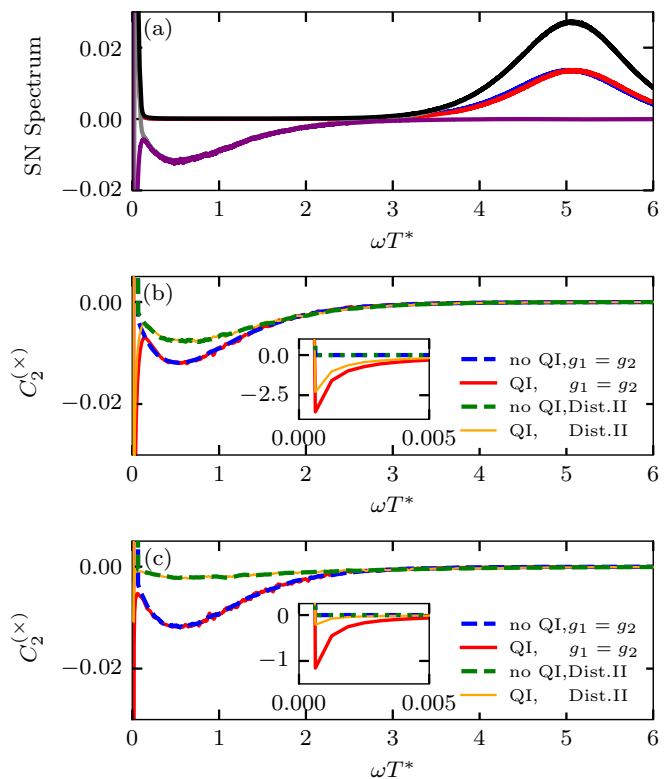 (a)
SN Spectrum
0.02
0.00
−0.02
0 1 2 3 4 5 6
ωT*
(b)
C₂^(×)
0.00
−0.02
0.0
−2.5
0.000 0.005
no QI, g₁ = g₂
QI, g₁ = g₂
no QI, Dist.II
QI, Dist.II
0 1 2 3 4 5 6
ωT*
(c)
C₂^(×)
0.00
−0.02
0
−1
0.000 0.005
no QI, g₁ = g₂
QI, g₁ = g₂
no QI, Dist.II
QI, Dist.II
0 1 2 3 4 5 6
ωT*